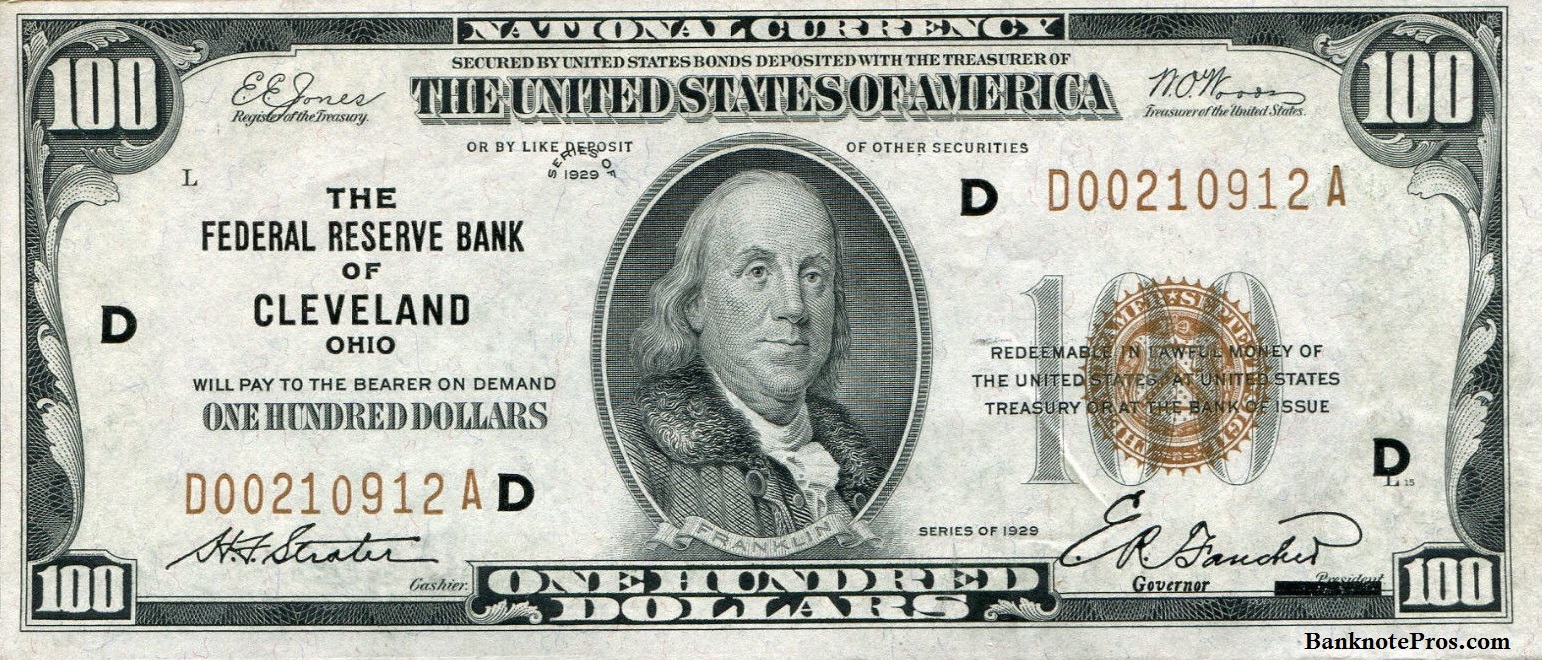 NATIONAL CURRENCY
SECURED BY UNITED STATES BONDS DEPOSITED WITH THE TREASURER OF
THE UNITED STATES OF AMERICA
OR BY LIKE DEPOSIT OF OTHER SECURITIES
100
100
E E Jones
Register of the Treasury.
W.O. Woods
Treasurer of the United States.
SERIES OF
1929
L
D D00210912 A
THE
FEDERAL RESERVE BANK
OF
CLEVELAND
OHIO
D
WILL PAY TO THE BEARER ON DEMAND
ONE HUNDRED DOLLARS
100
REDEEMABLE IN LAWFUL MONEY OF
THE UNITED STATES AT UNITED STATES
TREASURY OR AT THE BANK OF ISSUE
D
L 15
D00210912 A D
H.F. Strater
Cashier.
FRANKLIN
SERIES OF 1929
E.R. Fancher
Governor President
100
ONE HUNDRED
DOLLARS
100
BanknotePros.com